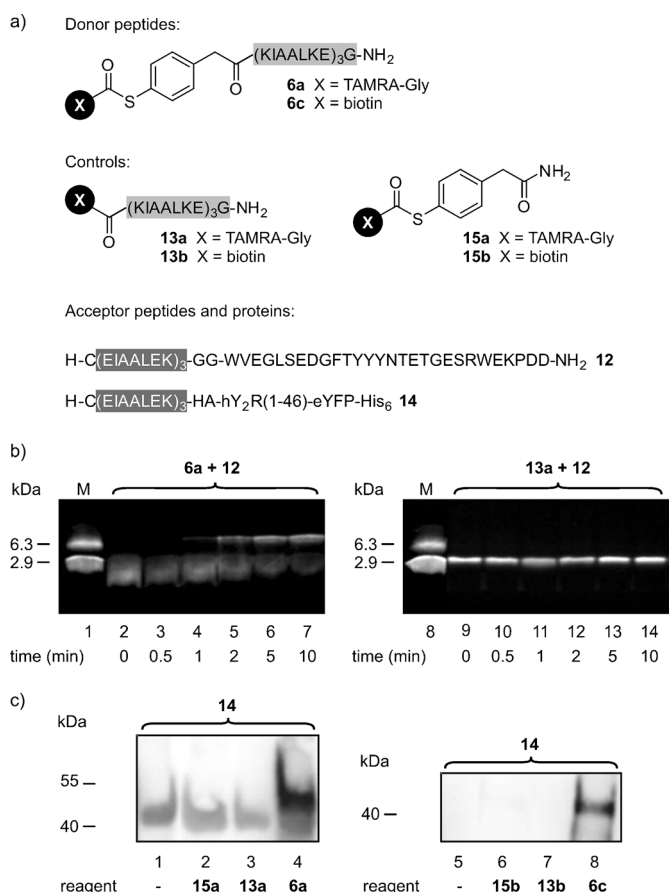 a)
Donor peptides:
(KIAALKE)₃G-NH₂
O
X
S
O
6a X = TAMRA-Gly
6c X = biotin
Controls:
X
(KIAALKE)₃G-NH₂
O
13a X = TAMRA-Gly
13b X = biotin
O
NH₂
O
X
S
15a X = TAMRA-Gly
15b X = biotin
Acceptor peptides and proteins:
H-C(EIAALEK)₃-GG-WVEGLSEDGFTYYYNTETGESRWEKPDD-NH₂ 12
H-C(EIAALEK)₃-HA-hY₂R(1-46)-eYFP-His₆ 14
b)
6a + 12
kDa M
6.3
2.9
1 2 3 4 5 6 7
time (min) 0 0.5 1 2 5 10
13a + 12
kDa M
6.3
2.9
8 9 10 11 12 13 14
time (min) 0 0.5 1 2 5 10
c)
14
kDa
55
40
1 2 3 4
reagent - 15a 13a 6a
14
kDa
40
5 6 7 8
reagent - 15b 13b 6c